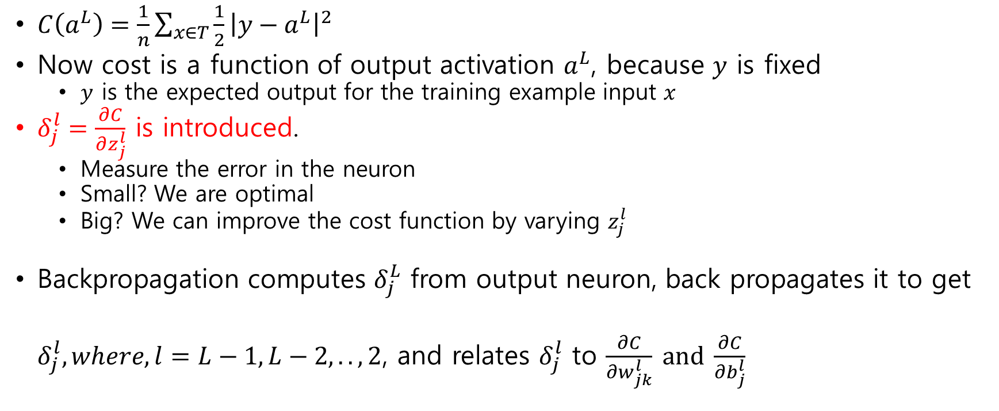 • $C(a^L) = \frac{1}{n}\sum_{x \in T}\frac{1}{2}|y - a^L|^2$
• Now cost is a function of output activation $a^L$, because $y$ is fixed
• $y$ is the expected output for the training example input $x$
• $\delta_j^l = \frac{\partial C}{\partial z_j^l}$ is introduced.
• Measure the error in the neuron
• Small? We are optimal
• Big? We can improve the cost function by varying $z_j^l$
• Backpropagation computes $\delta_j^L$ from output neuron, back propagates it to get
$\delta_j^l, where, l = L - 1, L - 2, .., 2$, and relates $\delta_j^l$ to $\frac{\partial C}{\partial w_{jk}^l}$ and $\frac{\partial C}{\partial b_j^l}$